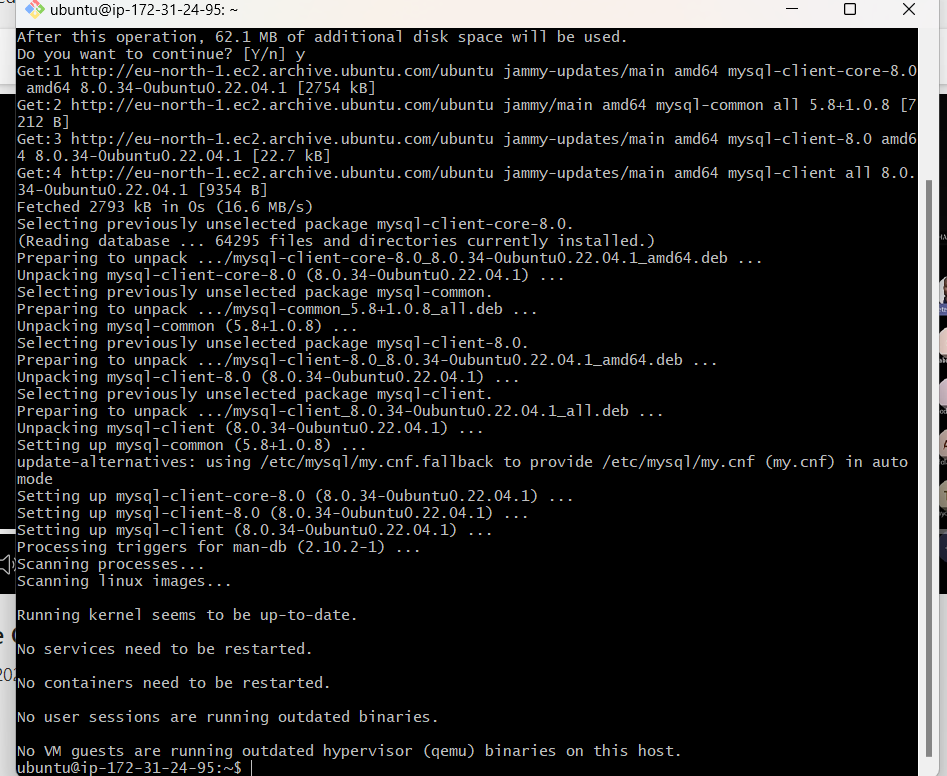 ubuntu@ip-172-31-24-95: ~
After this operation, 62.1 MB of additional disk space will be used.
Do you want to continue? [Y/n] y
Get:1 http://eu-north-1.ec2.archive.ubuntu.com/ubuntu jammy-updates/main amd64 mysql-client-core-8.0
 amd64 8.0.34-0ubuntu0.22.04.1 [2754 kB]
Get:2 http://eu-north-1.ec2.archive.ubuntu.com/ubuntu jammy/main amd64 mysql-common all 5.8+1.0.8 [7
212 B]
Get:3 http://eu-north-1.ec2.archive.ubuntu.com/ubuntu jammy-updates/main amd64 mysql-client-8.0 amd6
4 8.0.34-0ubuntu0.22.04.1 [22.7 kB]
Get:4 http://eu-north-1.ec2.archive.ubuntu.com/ubuntu jammy-updates/main amd64 mysql-client all 8.0.
34-0ubuntu0.22.04.1 [9354 B]
Fetched 2793 kB in 0s (16.6 MB/s)
Selecting previously unselected package mysql-client-core-8.0.
(Reading database ... 64295 files and directories currently installed.)
Preparing to unpack .../mysql-client-core-8.0_8.0.34-0ubuntu0.22.04.1_amd64.deb ...
Unpacking mysql-client-core-8.0 (8.0.34-0ubuntu0.22.04.1) ...
Selecting previously unselected package mysql-common.
Preparing to unpack .../mysql-common_5.8+1.0.8_all.deb ...
Unpacking mysql-common (5.8+1.0.8) ...
Selecting previously unselected package mysql-client-8.0.
Preparing to unpack .../mysql-client-8.0_8.0.34-0ubuntu0.22.04.1_amd64.deb ...
Unpacking mysql-client-8.0 (8.0.34-0ubuntu0.22.04.1) ...
Selecting previously unselected package mysql-client.
Preparing to unpack .../mysql-client_8.0.34-0ubuntu0.22.04.1_all.deb ...
Unpacking mysql-client (8.0.34-0ubuntu0.22.04.1) ...
Setting up mysql-common (5.8+1.0.8) ...
update-alternatives: using /etc/mysql/my.cnf.fallback to provide /etc/mysql/my.cnf (my.cnf) in auto
mode
Setting up mysql-client-core-8.0 (8.0.34-0ubuntu0.22.04.1) ...
Setting up mysql-client-8.0 (8.0.34-0ubuntu0.22.04.1) ...
Setting up mysql-client (8.0.34-0ubuntu0.22.04.1) ...
Processing triggers for man-db (2.10.2-1) ...
Scanning processes...
Scanning linux images...
Running kernel seems to be up-to-date.
No services need to be restarted.
No containers need to be restarted.
No user sessions are running outdated binaries.
No VM guests are running outdated hypervisor (qemu) binaries on this host.
ubuntu@ip-172-31-24-95:~$